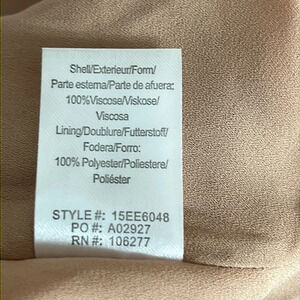 Shell/Exterieur/Form/
Parte esterna/Parte de afuera:
100%Viscose/Viskose/
Viscosa
Lining/Doublure/Futterstoff/
Fodera/Forro:
100% Polyester/Poliestere/
Poliéster
STYLE#: 15EE6048
PO#: A02927
RN#: 106277